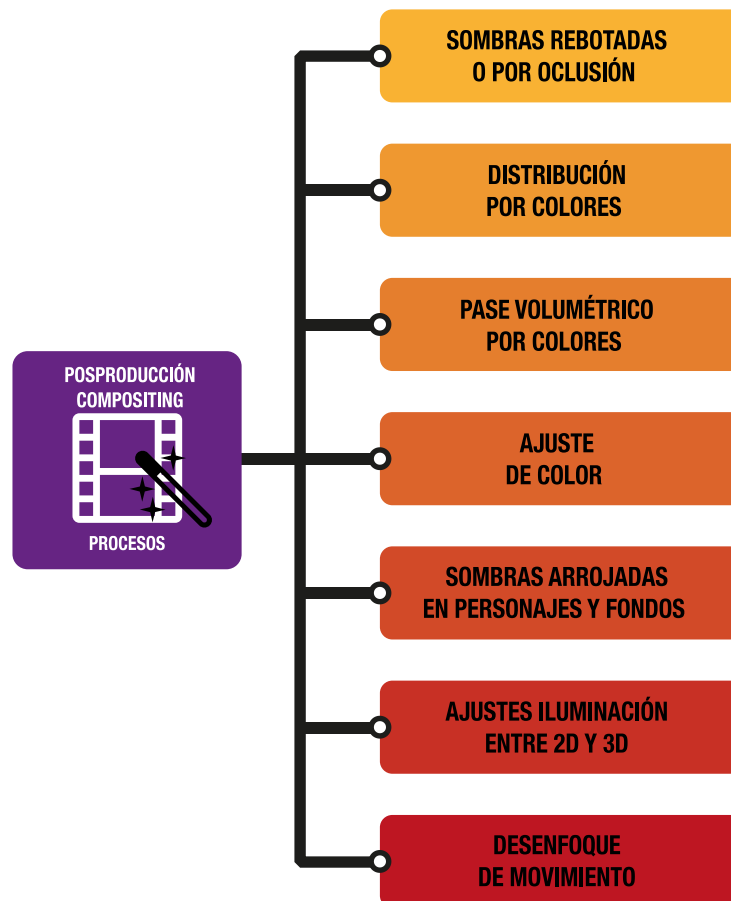 SOMBRAS REBOTADAS
O POR OCLUSIÓN
DISTRIBUCIÓN
POR COLORES
PASE VOLUMÉTRICO
POR COLORES
POSPRODUCCIÓN
COMPOSITING
PROCESOS
AJUSTE
DE COLOR
SOMBRAS ARROJADAS
EN PERSONAJES Y FONDOS
AJUSTES ILUMINACIÓN
ENTRE 2D Y 3D
DESENFOQUE
DE MOVIMIENTO